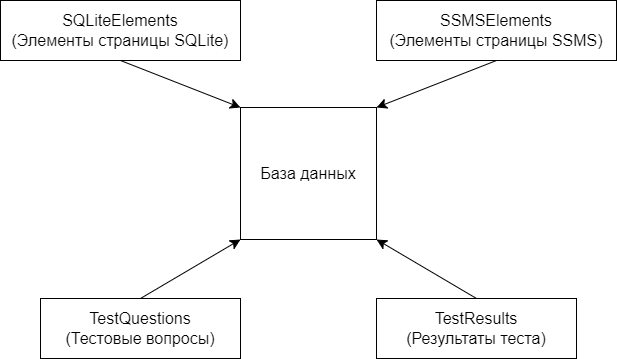 SQLiteElements
(Элементы страницы SQLite)
SSMSElements
(Элементы страницы SSMS)
База данных
TestQuestions
(Тестовые вопросы)
TestResults
(Результаты теста)